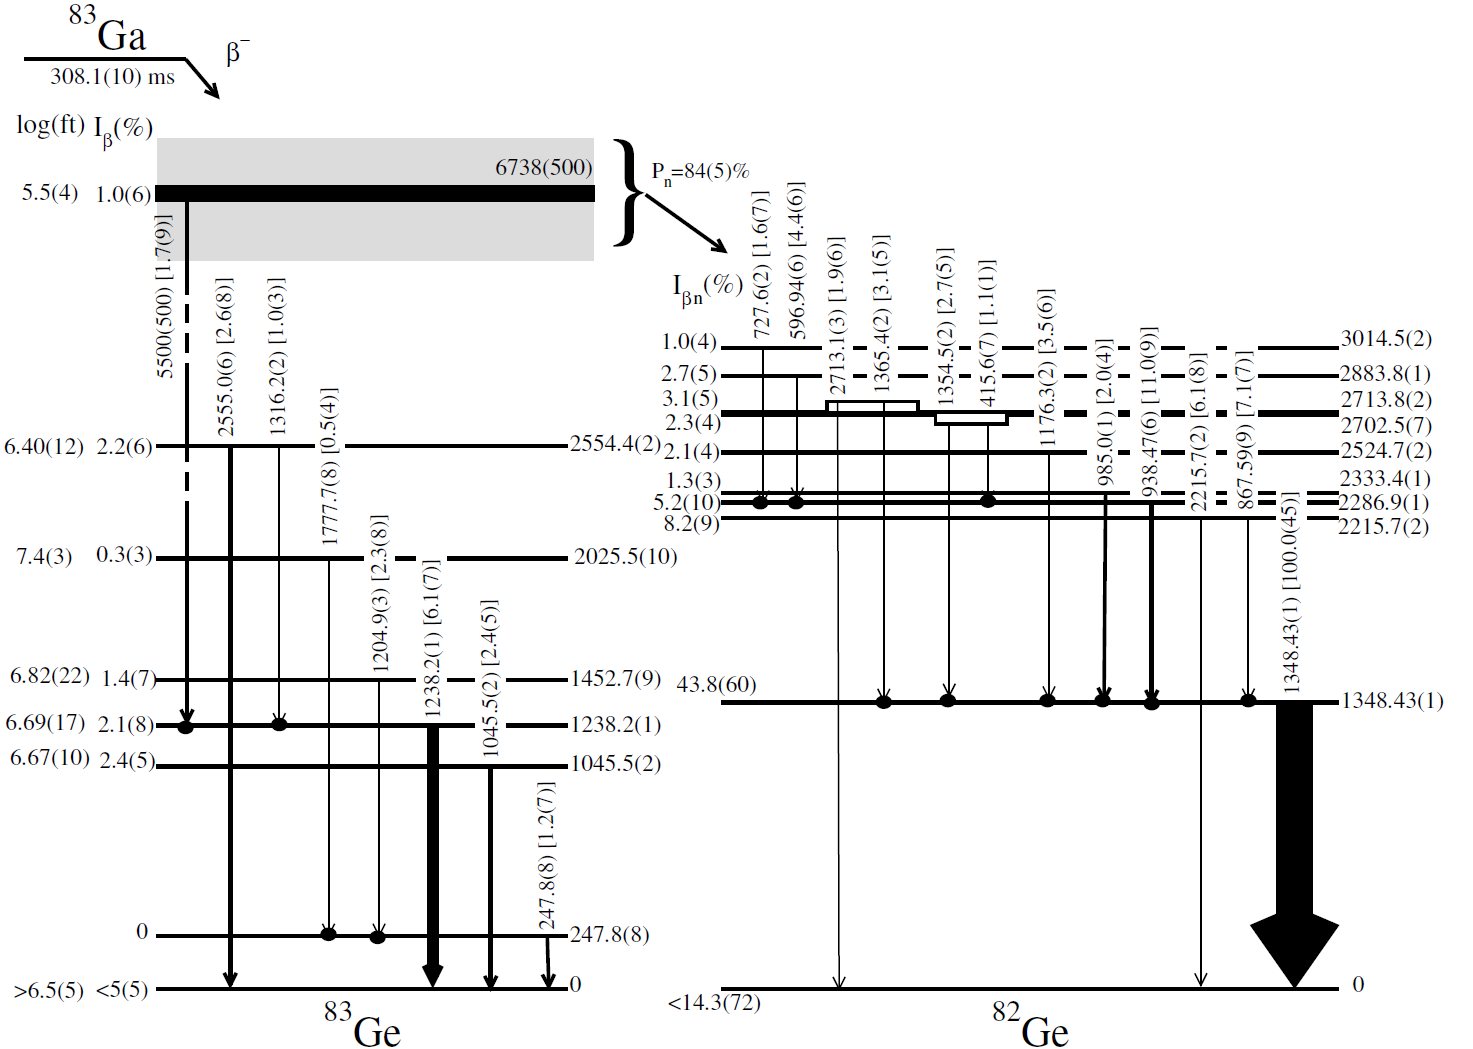 83Ga
β−
308.1(10) ms
log(ft) Iβ(%)
6738(500)
Pn=84(5)%
5.5(4) 1.0(6)
5500(500) [1.7(9)]
2555.0(6) [2.6(8)]
1316.2(2) [1.0(3)]
6.40(12) 2.2(6) 2554.4(2)
1777.7(8) [0.5(4)]
7.4(3) 0.3(3) 2025.5(10)
1204.9(3) [2.3(8)]
1238.2(1) [6.1(7)]
1045.5(2) [2.4(5)]
6.82(22) 1.4(7) 1452.7(9)
6.69(17) 2.1(8) 1238.2(1)
6.67(10) 2.4(5) 1045.5(2)
247.8(8) [1.2(7)]
0 247.8(8)
>6.5(5) <5(5) 0
83Ge
Iβn(%)
727.6(2) [1.6(7)]
596.94(6) [4.4(6)]
2713.1(3) [1.9(6)]
1365.4(2) [3.1(5)]
1354.5(2) [2.7(5)]
415.6(7) [1.1(1)]
1176.3(2) [3.5(6)]
985.0(1) [2.0(4)]
938.47(6) [11.0(9)]
2215.7(2) [6.1(8)]
867.59(9) [7.1(7)]
1348.43(1) [100.0(45)]
1.0(4) 3014.5(2)
2.7(5) 2883.8(1)
3.1(5) 2713.8(2)
2.3(4) 2702.5(7)
2.1(4) 2524.7(2)
1.3(3) 2333.4(1)
5.2(10) 2286.9(1)
8.2(9) 2215.7(2)
43.8(60) 1348.43(1)
<14.3(72) 0
82Ge